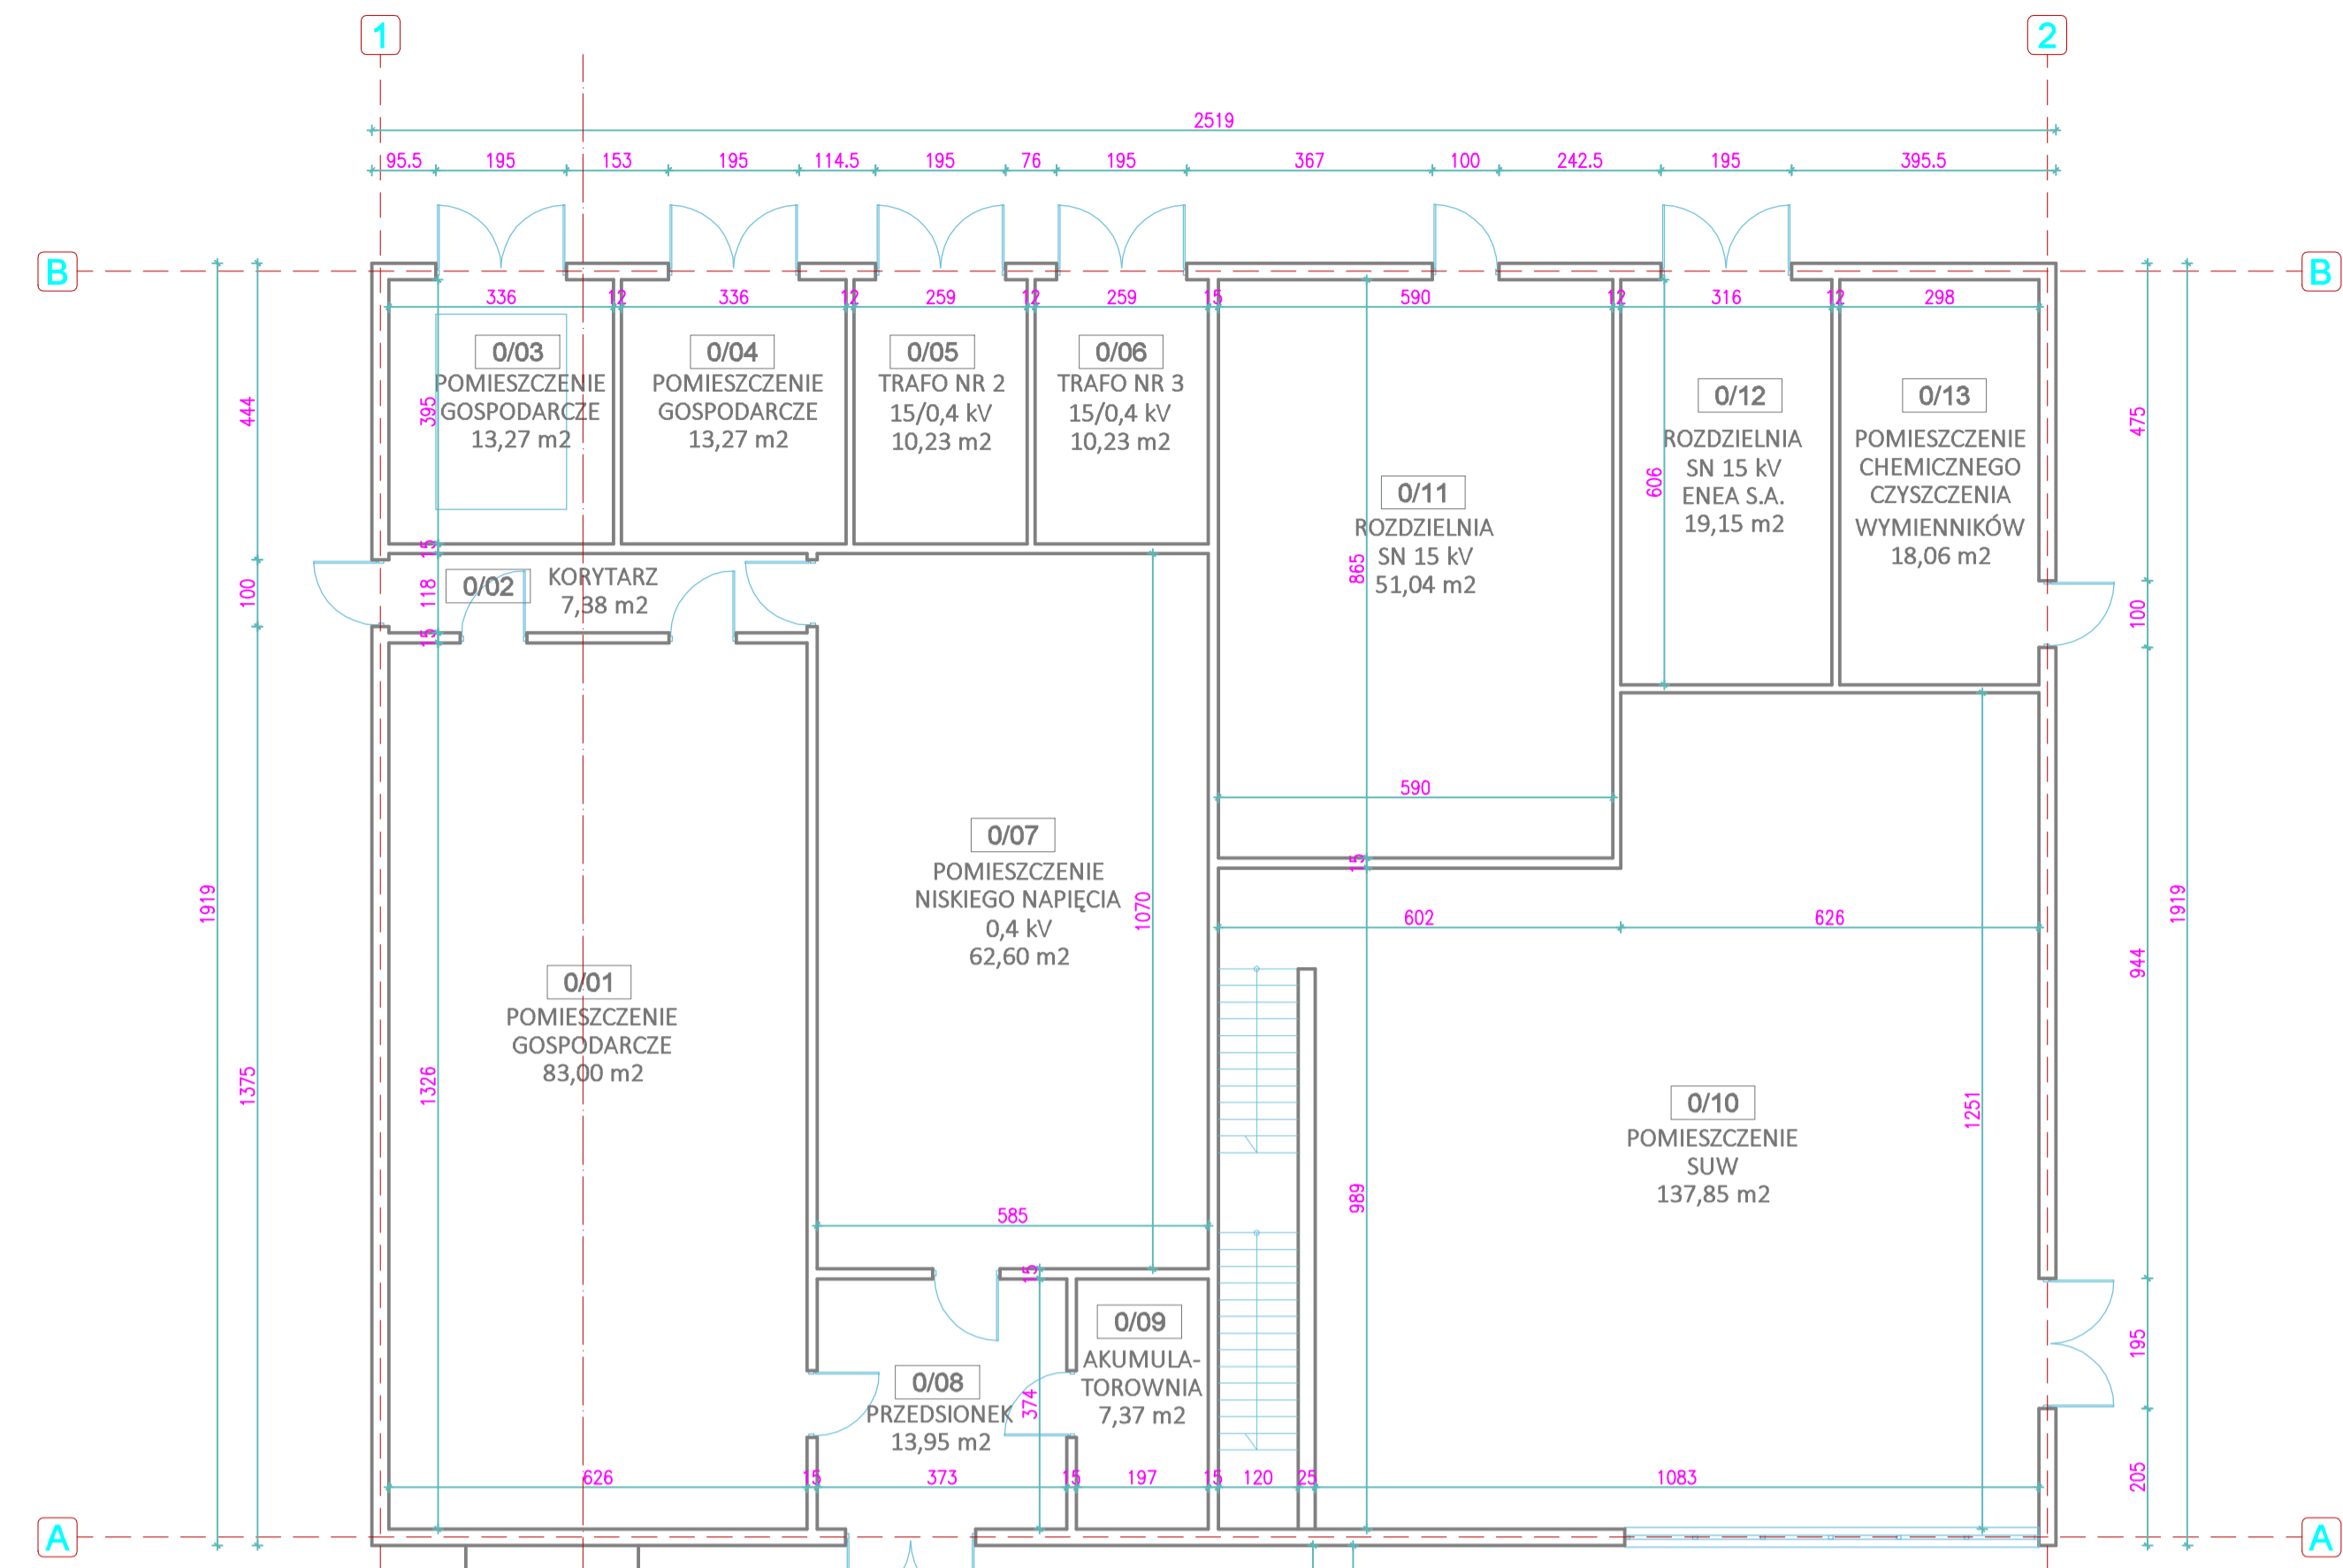 1
2
2519
95.5 195 153 195 114.5 195 76 195 367 100 242.5 195 395.5
B
B
336 12 336 12 259 12 259 15 590 12 316 12 298
0/03
POMIESZCZENIE
GOSPODARCZE
13,27 m2
0/04
POMIESZCZENIE
GOSPODARCZE
13,27 m2
0/05
TRAFO NR 2
15/0,4 kV
10,23 m2
0/06
TRAFO NR 3
15/0,4 kV
10,23 m2
0/11
ROZDZIELNIA
SN 15 kV
51,04 m2
0/12
ROZDZIELNIA
SN 15 kV
ENEA S.A.
19,15 m2
0/13
POMIESZCZENIE
CHEMICZNEGO
CZYSZCZENIA
WYMIENNIKÓW
18,06 m2
444
100
1375
1919
395
15
118
15
1326
865
15
989
606
475
100
944
195
205
1919
0/02
KORYTARZ
7,38 m2
590
602 626
0/07
POMIESZCZENIE
NISKIEGO NAPIĘCIA
0,4 kV
62,60 m2
1070
585
0/01
POMIESZCZENIE
GOSPODARCZE
83,00 m2
0/10
POMIESZCZENIE
SUW
137,85 m2
1251
15
374
0/09
AKUMULA-
TOROWNIA
7,37 m2
0/08
PRZEDSIONEK
13,95 m2
626 15 373 15 197 15 120 25 1083
A
A